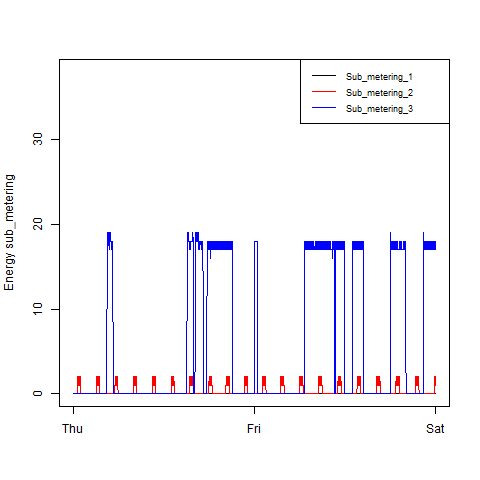 Sub_metering_1
Sub_metering_2
Sub_metering_3
Energy sub_metering
30
20
10
0
Thu
Fri
Sat